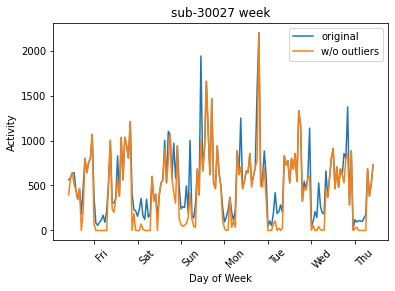 sub-30027 week
original
w/o outliers
Activity
2000
1500
1000
500
0
Fri
Sat
Sun
Mon
Tue
Wed
Thu
Day of Week